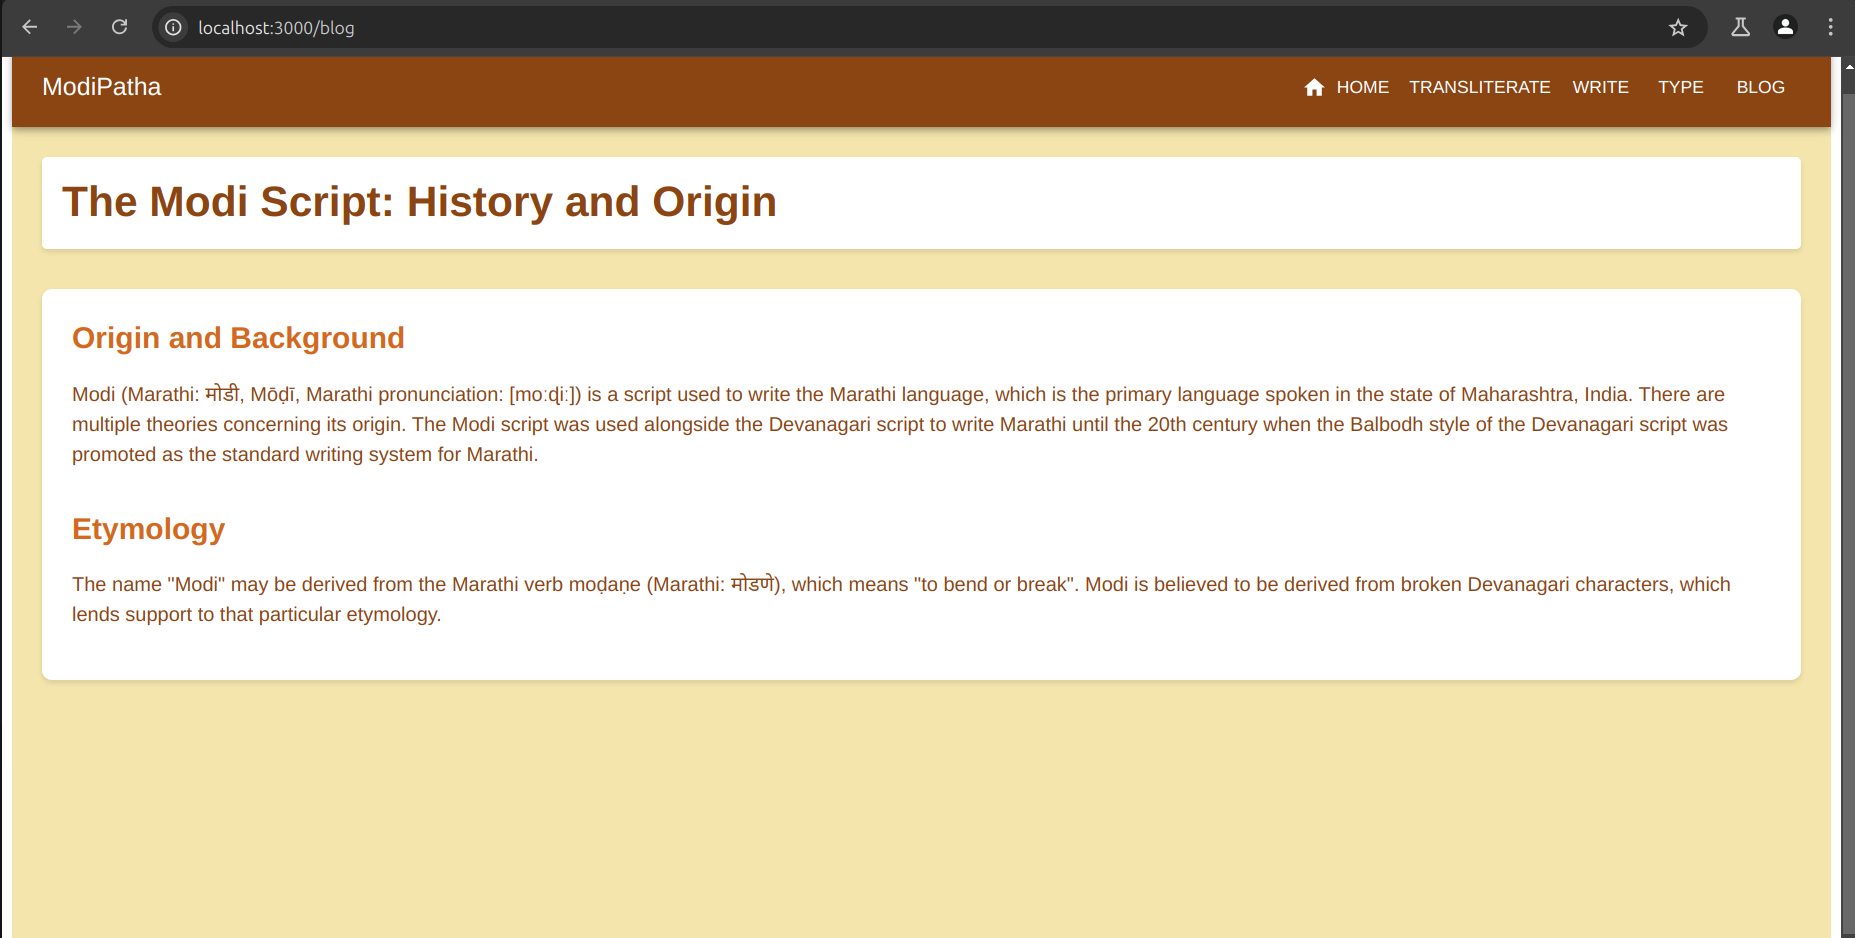 localhost:3000/blog
ModiPatha
HOME TRANSLITERATE WRITE TYPE BLOG
The Modi Script: History and Origin
Origin and Background
Modi (Marathi: मोडी, Mōḍī, Marathi pronunciation: [moːɖiː]) is a script used to write the Marathi language, which is the primary language spoken in the state of Maharashtra, India. There are
multiple theories concerning its origin. The Modi script was used alongside the Devanagari script to write Marathi until the 20th century when the Balbodh style of the Devanagari script was
promoted as the standard writing system for Marathi.
Etymology
The name "Modi" may be derived from the Marathi verb moḍaṇe (Marathi: मोडणे), which means "to bend or break". Modi is believed to be derived from broken Devanagari characters, which
lends support to that particular etymology.